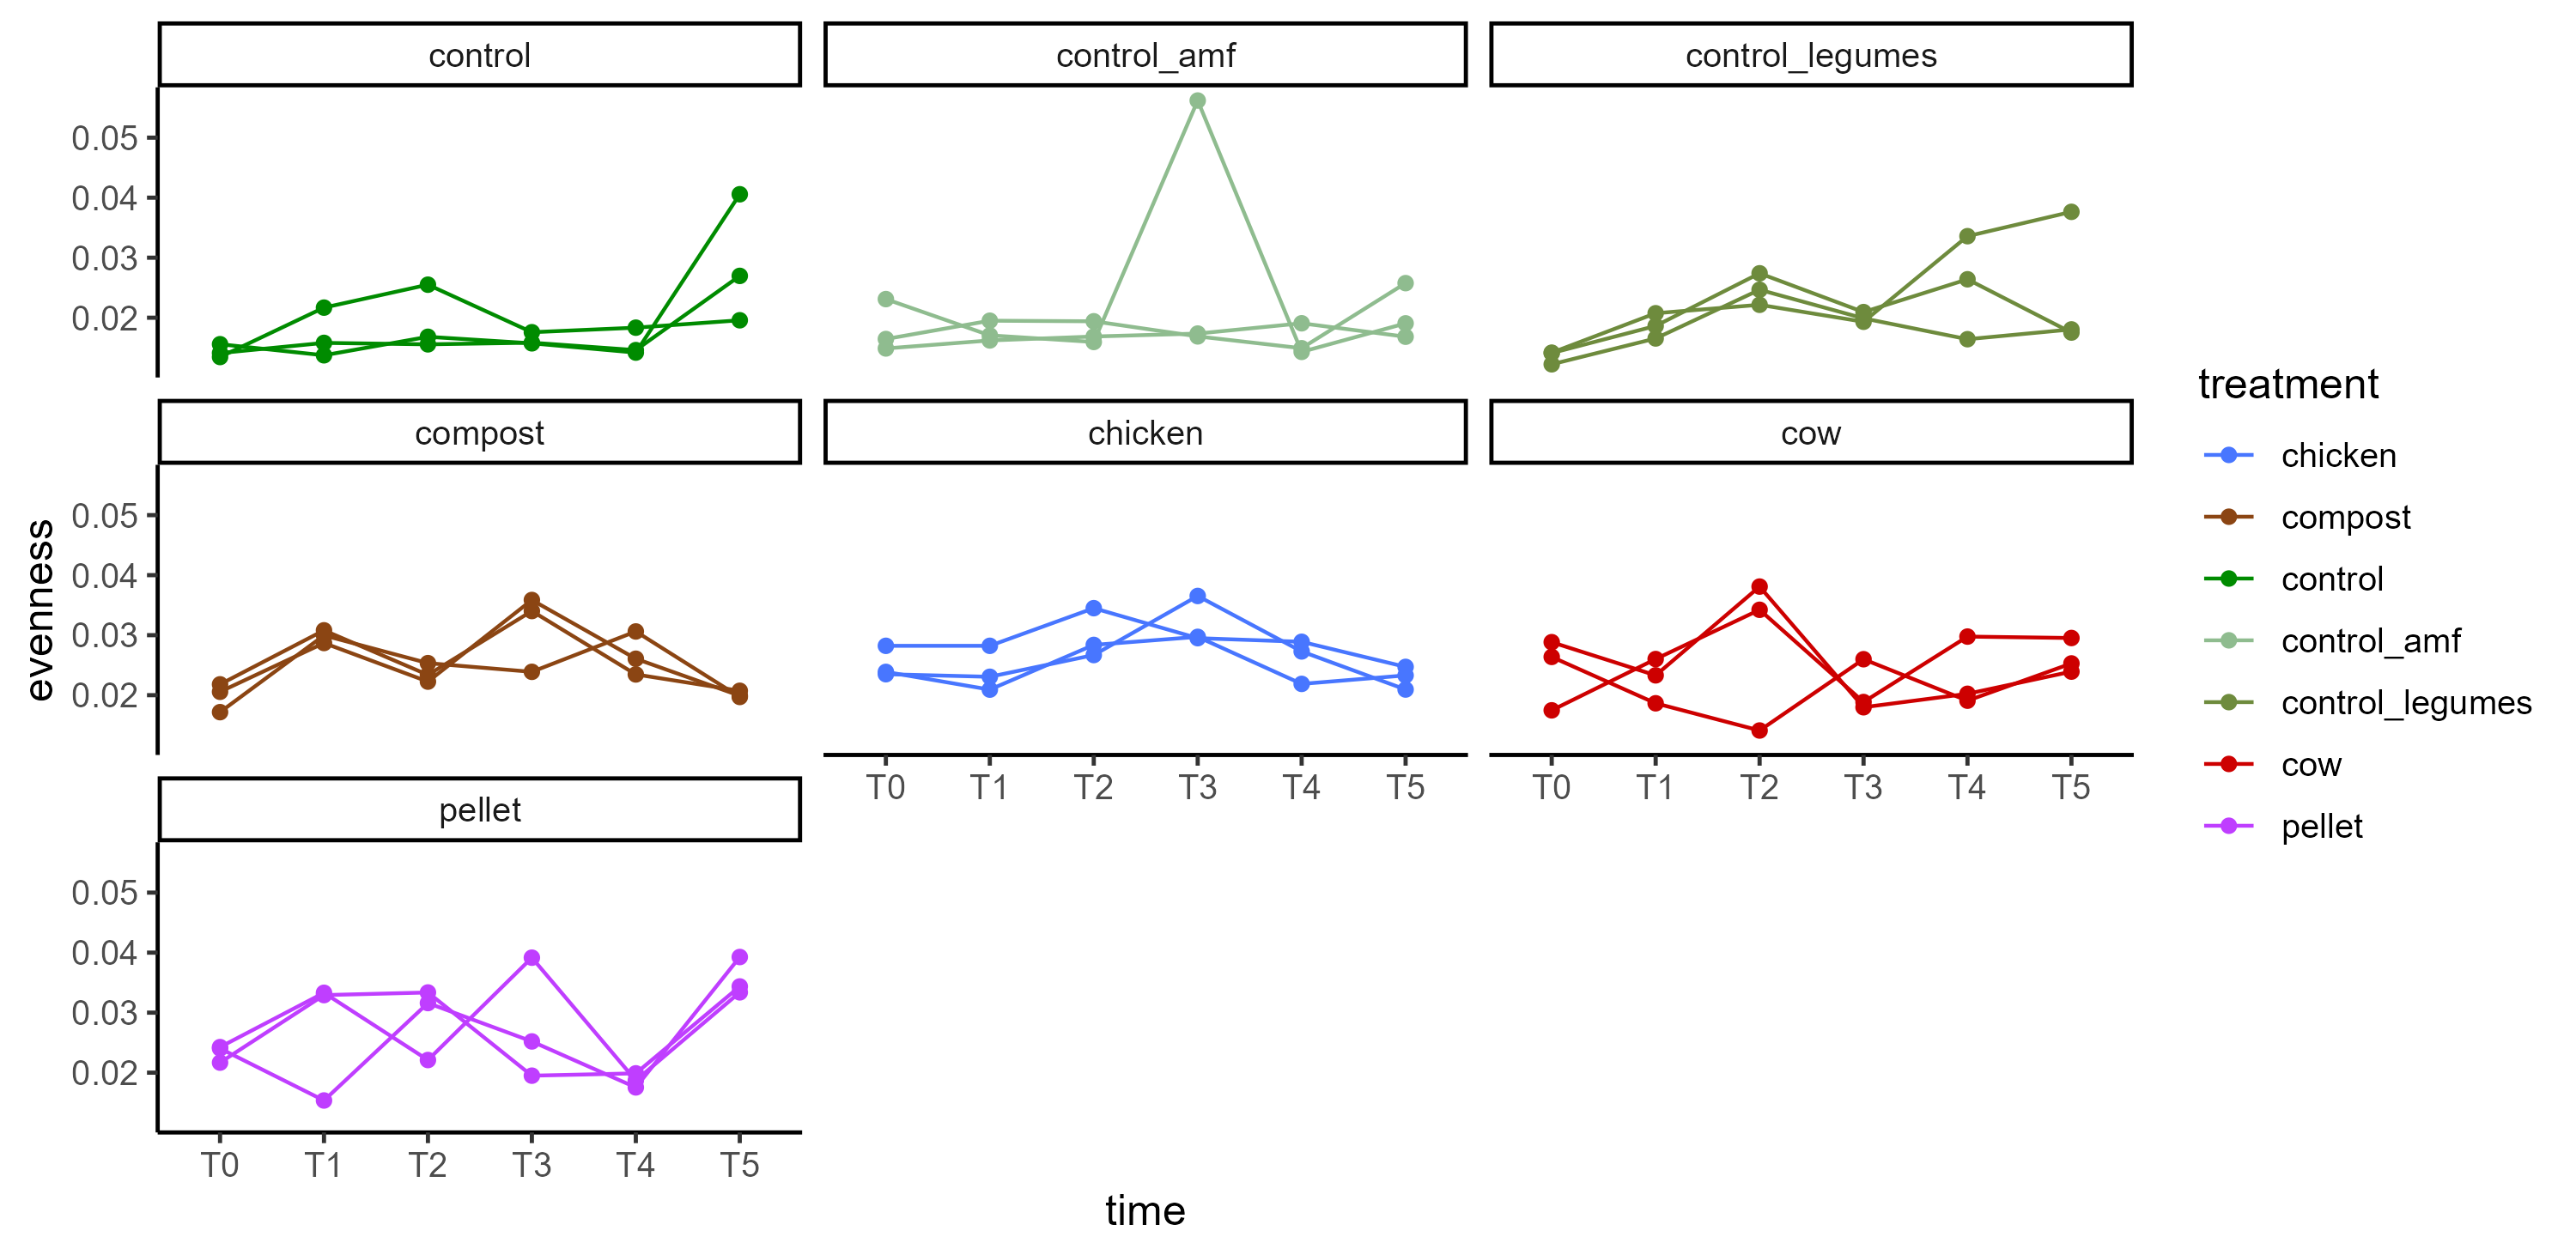 control
control_amf
control_legumes
0.05
0.04
0.03
0.02
compost
chicken
cow
evenness
0.05
0.04
0.03
0.02
T0 T1 T2 T3 T4 T5
T0 T1 T2 T3 T4 T5
pellet
0.05
0.04
0.03
0.02
T0 T1 T2 T3 T4 T5
time
treatment
chicken
compost
control
control_amf
control_legumes
cow
pellet